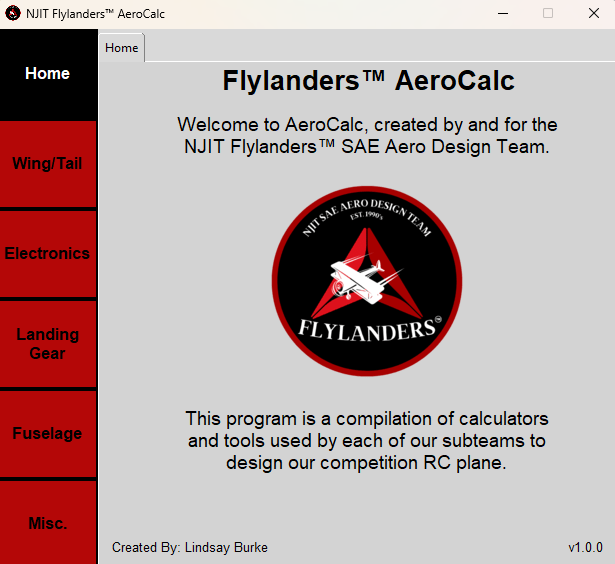 NJIT Flylanders™ AeroCalc
Home
Home
Wing/Tail
Electronics
Landing
Gear
Fuselage
Misc.
Flylanders™ AeroCalc
Welcome to AeroCalc, created by and for the
NJIT Flylanders™ SAE Aero Design Team.
NJIT SAE AERO DESIGN TEAM
EST. 1990's
FLYLANDERS™
This program is a compilation of calculators
and tools used by each of our subteams to
design our competition RC plane.
Created By: Lindsay Burke
v1.0.0